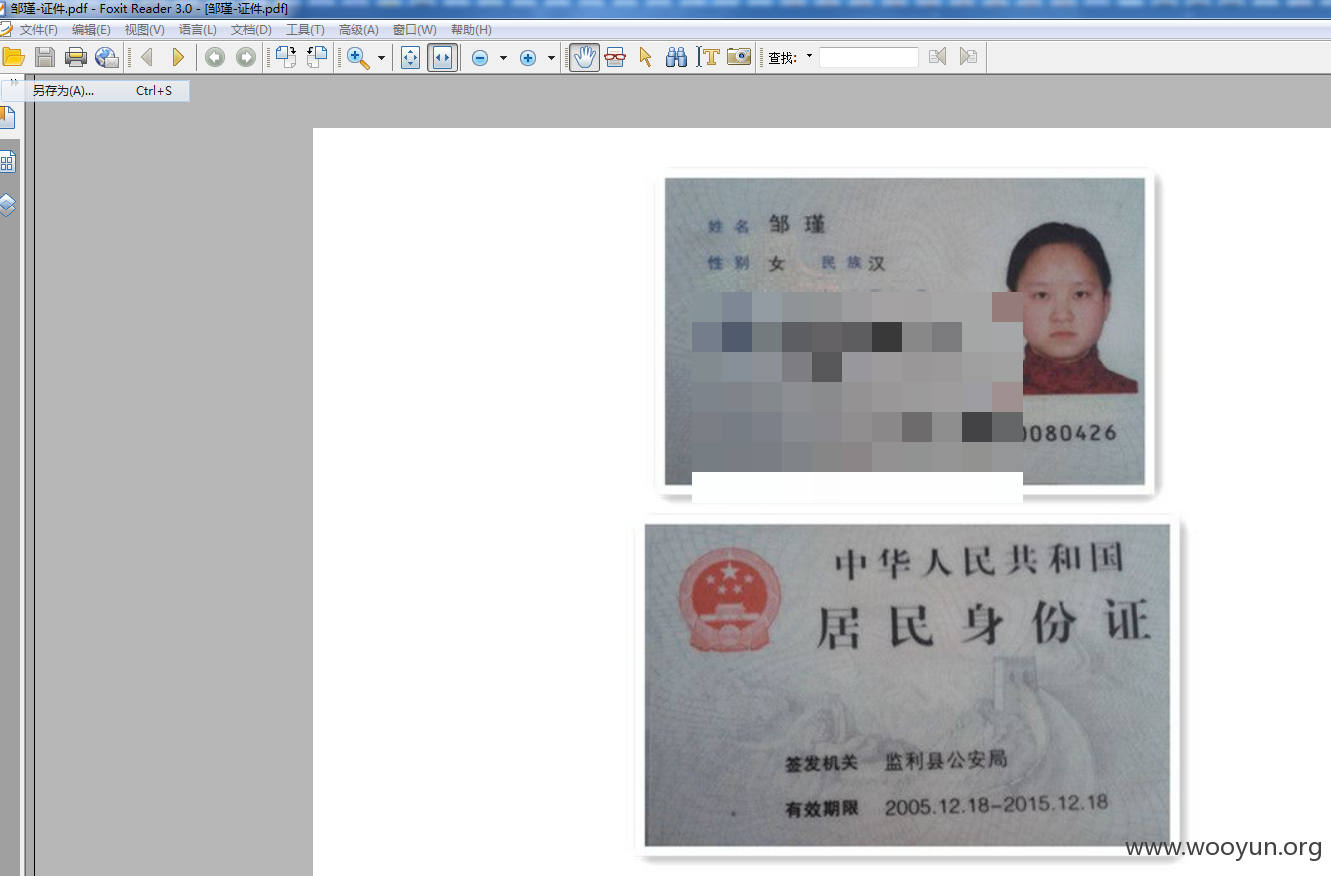 邹瑾-证件.pdf - Foxit Reader 3.0 - [邹瑾-证件.pdf]
文件(F) 编辑(E) 视图(V) 语言(L) 文档(D) 工具(T) 高级(A) 窗口(W) 帮助(H)
查找:
另存为(A)... Ctrl+S
姓名 邹瑾
性别 女 民族 汉
080426
中华人民共和国
居民身份证
签发机关 监利县公安局
有效期限 2005.12.18-2015.12.18
www.wooyun.org